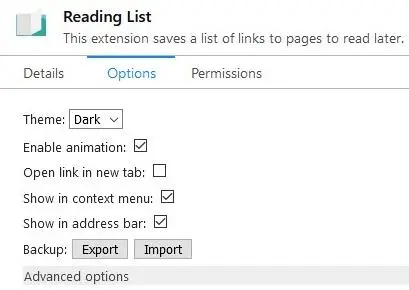 Reading List
This extension saves a list of links to pages to read later.
Details Options Permissions
Theme: Dark
Enable animation:
Open link in new tab:
Show in context menu:
Show in address bar:
Backup: Export Import
Advanced options